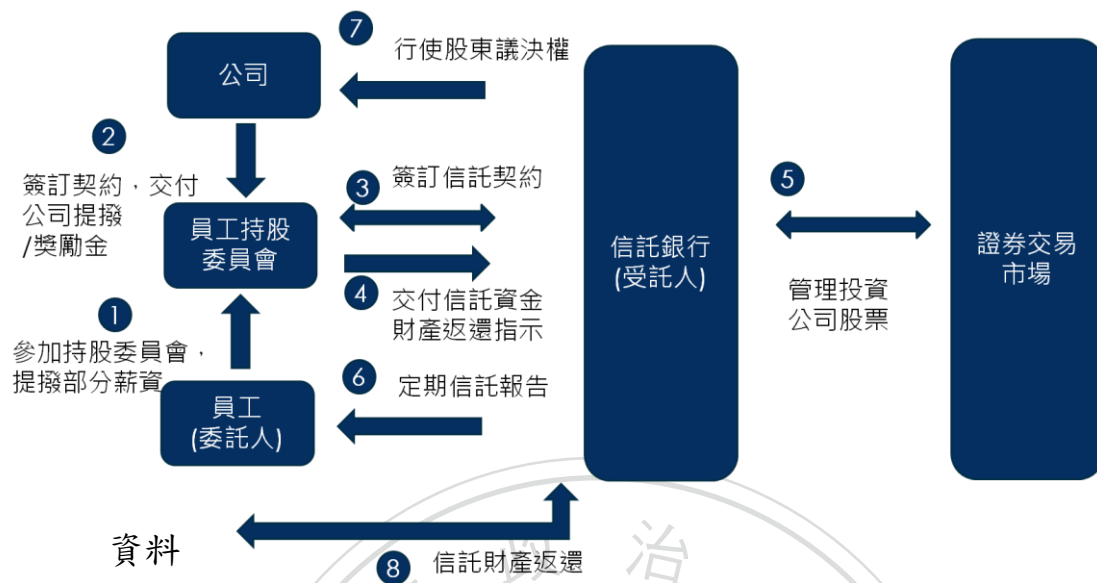 7
行使股東議決權
公司
2
簽訂契約，交付
公司提撥
/獎勵金
3
簽訂信託契約
員工持股
委員會
4
交付信託資金
財產返還指示
信託銀行
(受託人)
5
管理投資
公司股票
證券交易
市場
1
參加持股委員會，
提撥部分薪資
員工
(委託人)
6
定期信託報告
資料
8
信託財產返還
政治